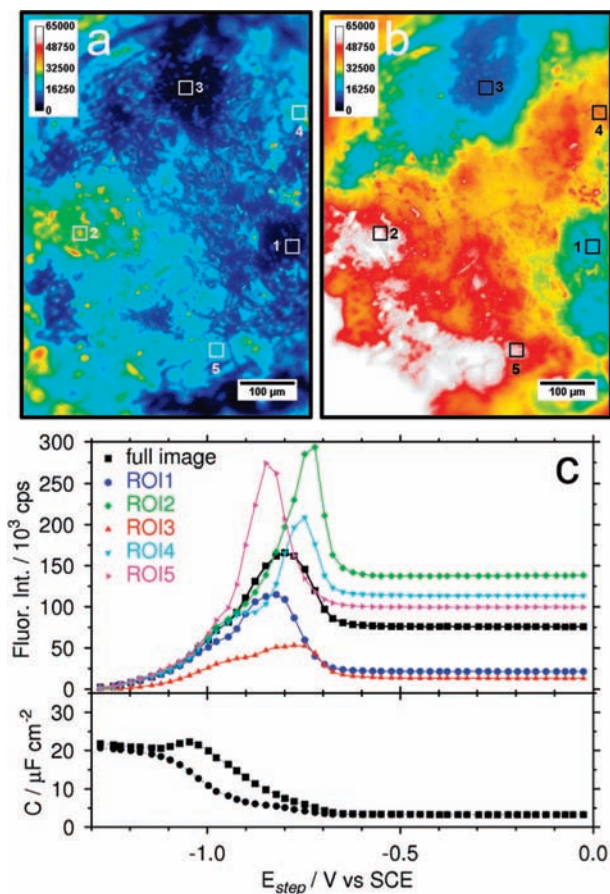 65000
48750
32500
16250
0
a
3
4
2
1
5
100 µm
65000
48750
32500
16250
0
b
3
4
2
1
5
100 µm
300
250
200
150
100
50
0
Fluor. Int. / 10³ cps
full image
ROI1
ROI2
ROI3
ROI4
ROI5
c
30
20
10
0
C / µF cm⁻²
-1.0
-0.5
0.0
E_step / V vs SCE